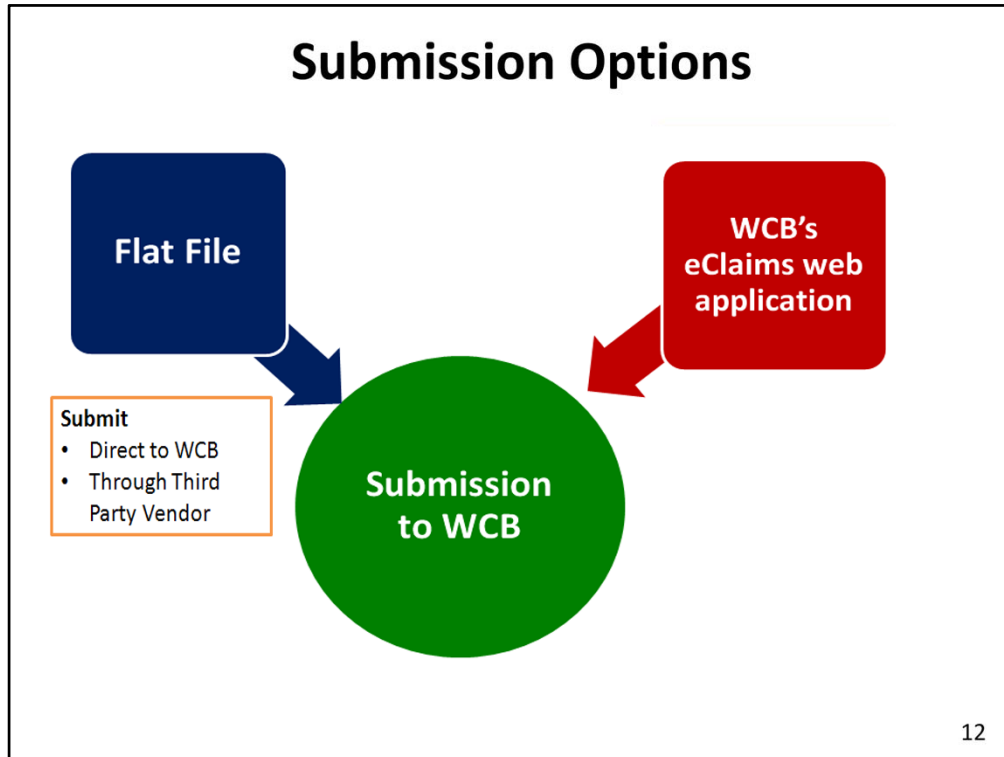 Submission Options
Flat File
WCB’s
eClaims web
application
Submit
• Direct to WCB
• Through Third
Party Vendor
Submission
to WCB
12